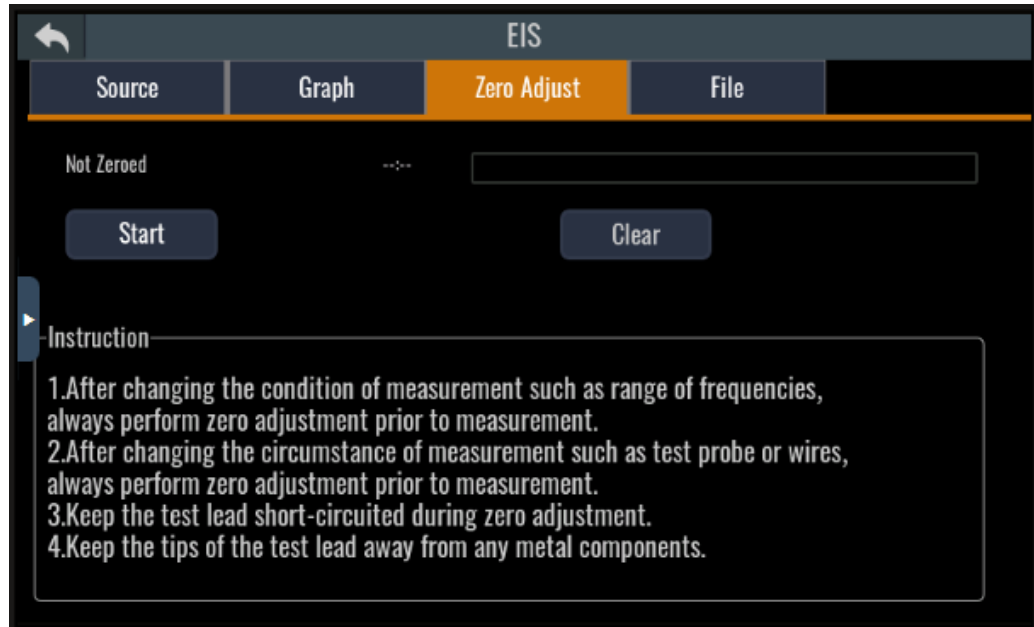 EIS
Source Graph Zero Adjust File
Not Zeroed --:--
Start Clear
Instruction
1.After changing the condition of measurement such as range of frequencies,
always perform zero adjustment prior to measurement.
2.After changing the circumstance of measurement such as test probe or wires,
always perform zero adjustment prior to measurement.
3.Keep the test lead short-circuited during zero adjustment.
4.Keep the tips of the test lead away from any metal components.